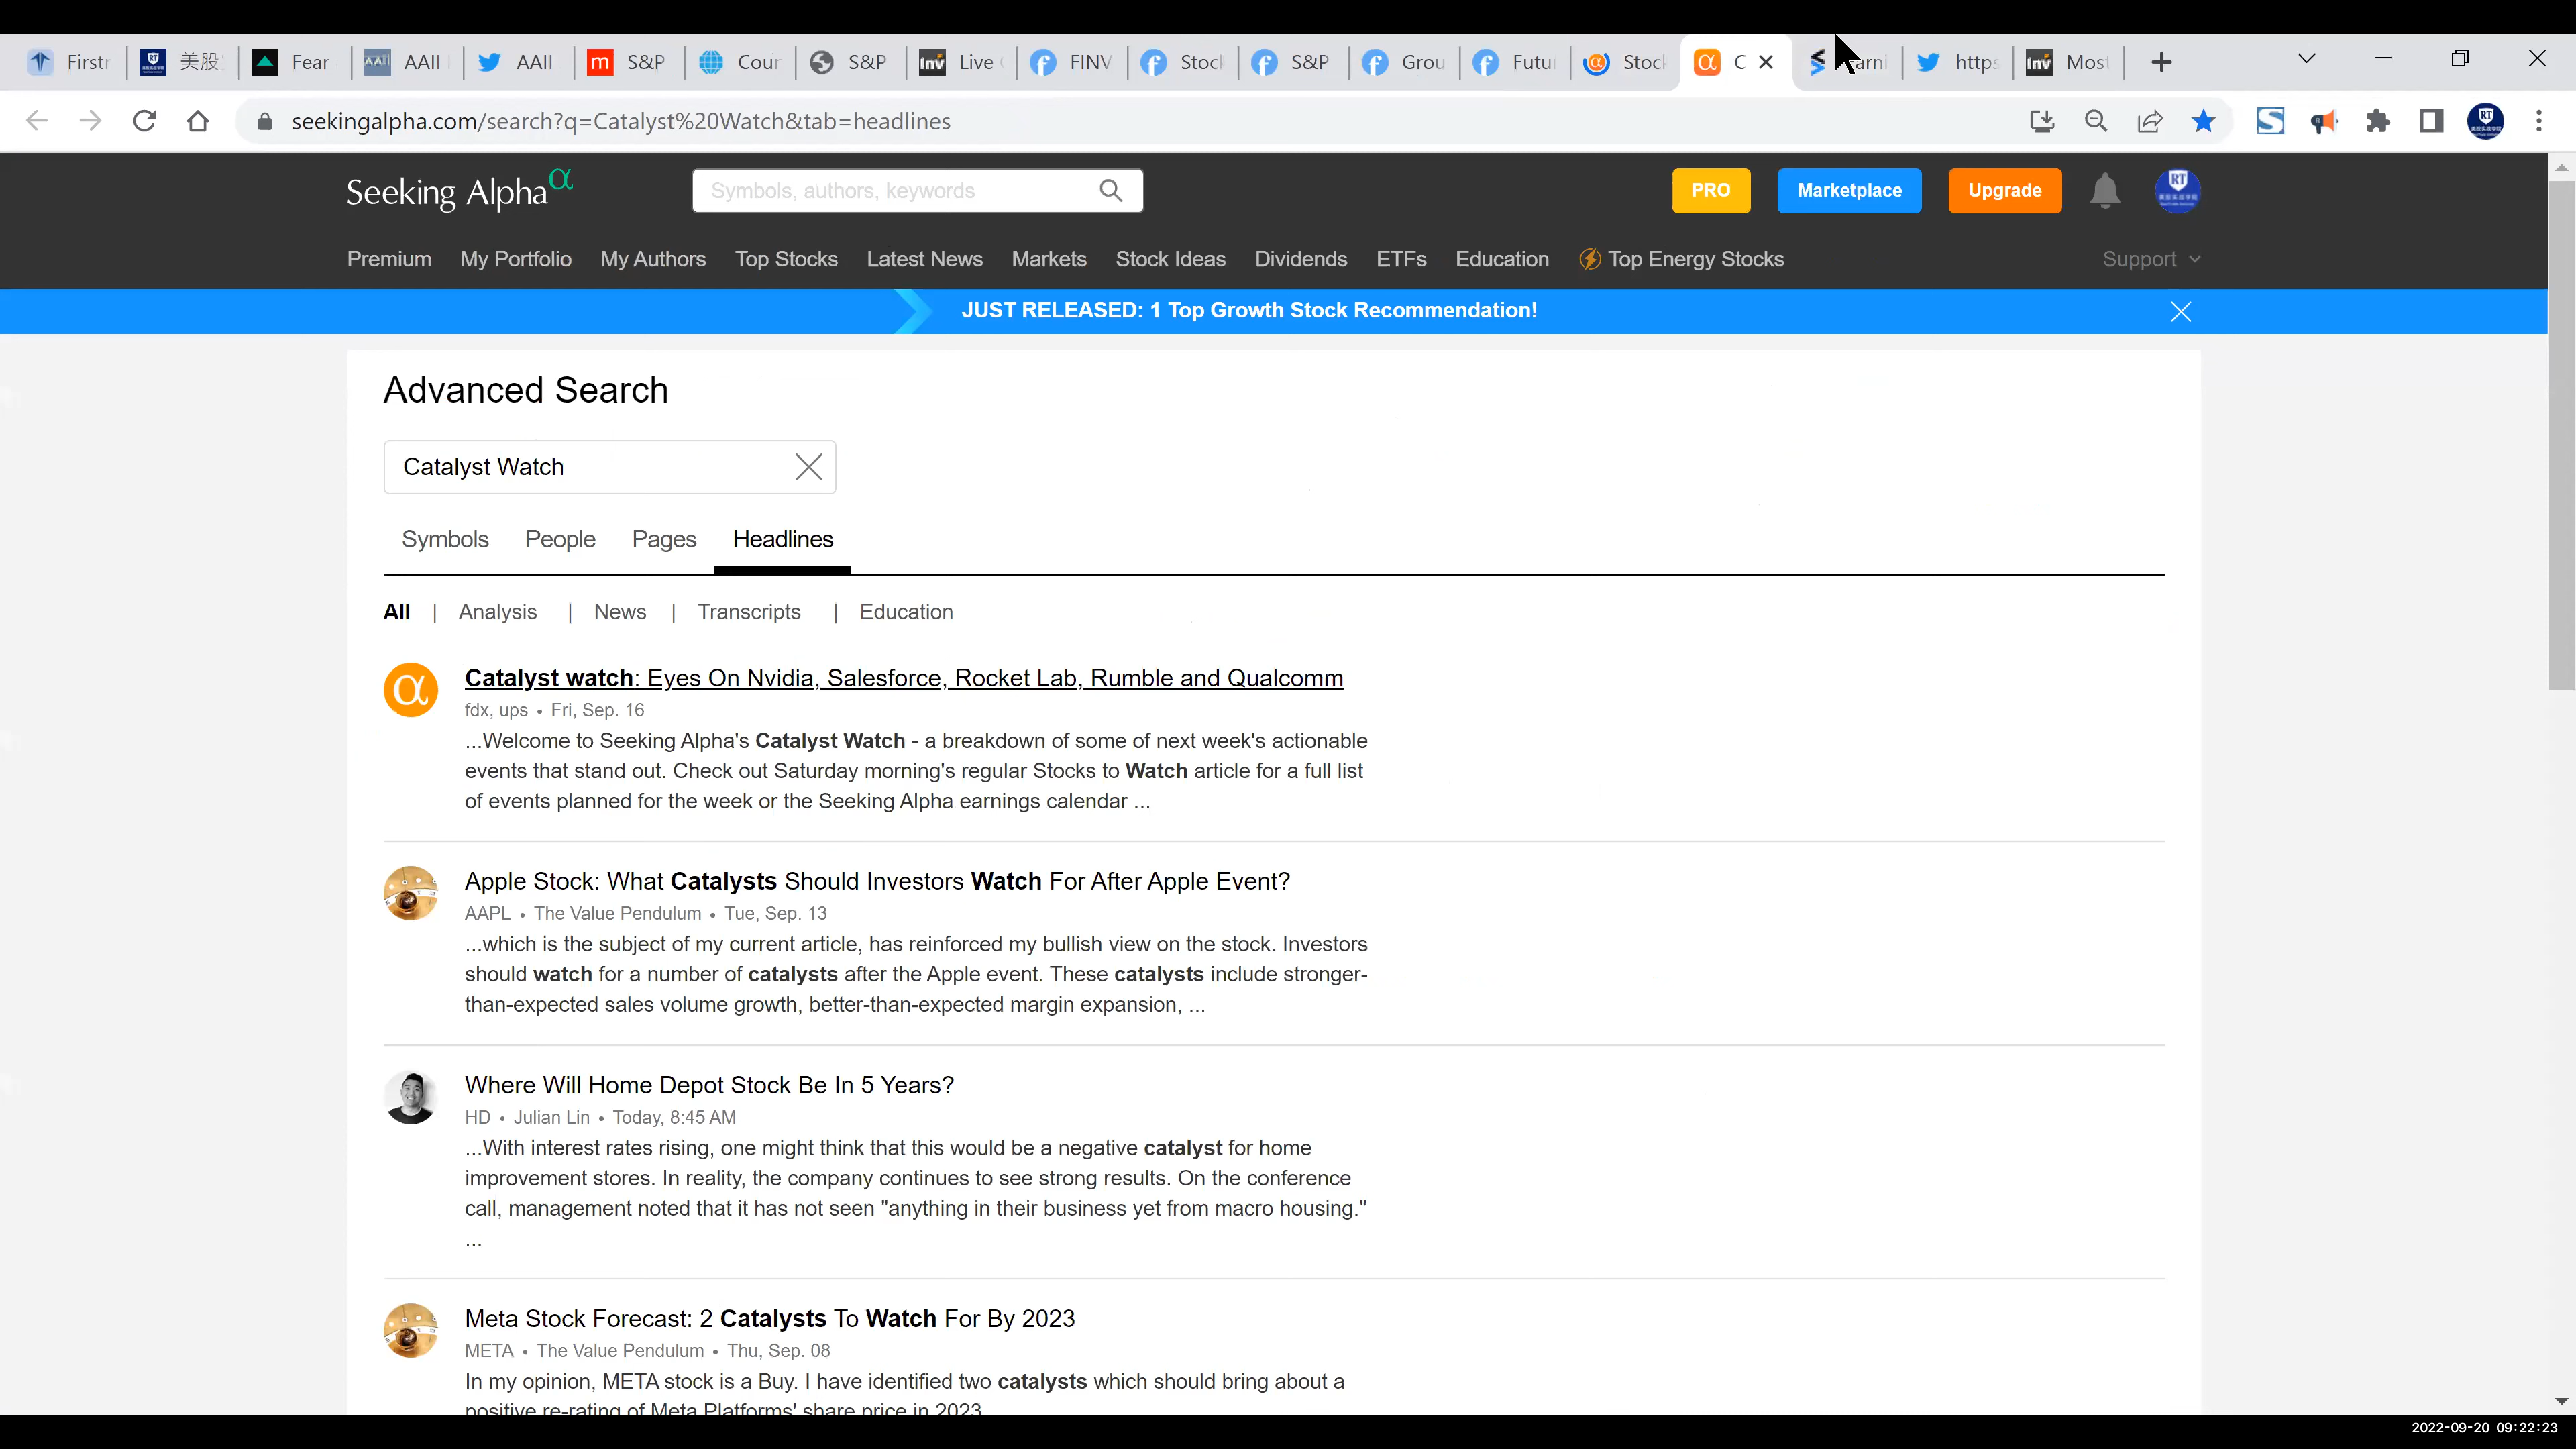 Firstr 美股 Fear AAII AAII S&P Cour S&P Live FINV Stoc S&P Grou Futu Stoc C arni https Most
seekingalpha.com/search?q=Catalyst%20Watch&tab=headlines
Seeking Alpha α Symbols, authors, keywords PRO Marketplace Upgrade
Premium My Portfolio My Authors Top Stocks Latest News Markets Stock Ideas Dividends ETFs Education Top Energy Stocks Support
JUST RELEASED: 1 Top Growth Stock Recommendation!
Advanced Search
Catalyst Watch
Symbols People Pages Headlines
All | Analysis | News | Transcripts | Education
Catalyst watch: Eyes On Nvidia, Salesforce, Rocket Lab, Rumble and Qualcomm
fdx, ups • Fri, Sep. 16
...Welcome to Seeking Alpha's Catalyst Watch - a breakdown of some of next week's actionable
events that stand out. Check out Saturday morning's regular Stocks to Watch article for a full list
of events planned for the week or the Seeking Alpha earnings calendar ...
Apple Stock: What Catalysts Should Investors Watch For After Apple Event?
AAPL • The Value Pendulum • Tue, Sep. 13
...which is the subject of my current article, has reinforced my bullish view on the stock. Investors
should watch for a number of catalysts after the Apple event. These catalysts include stronger-
than-expected sales volume growth, better-than-expected margin expansion, ...
Where Will Home Depot Stock Be In 5 Years?
HD • Julian Lin • Today, 8:45 AM
...With interest rates rising, one might think that this would be a negative catalyst for home
improvement stores. In reality, the company continues to see strong results. On the conference
call, management noted that it has not seen "anything in their business yet from macro housing."
...
Meta Stock Forecast: 2 Catalysts To Watch For By 2023
META • The Value Pendulum • Thu, Sep. 08
In my opinion, META stock is a Buy. I have identified two catalysts which should bring about a
positive re-rating of Meta Platforms' share price in 2023
2022-09-20 09:22:23